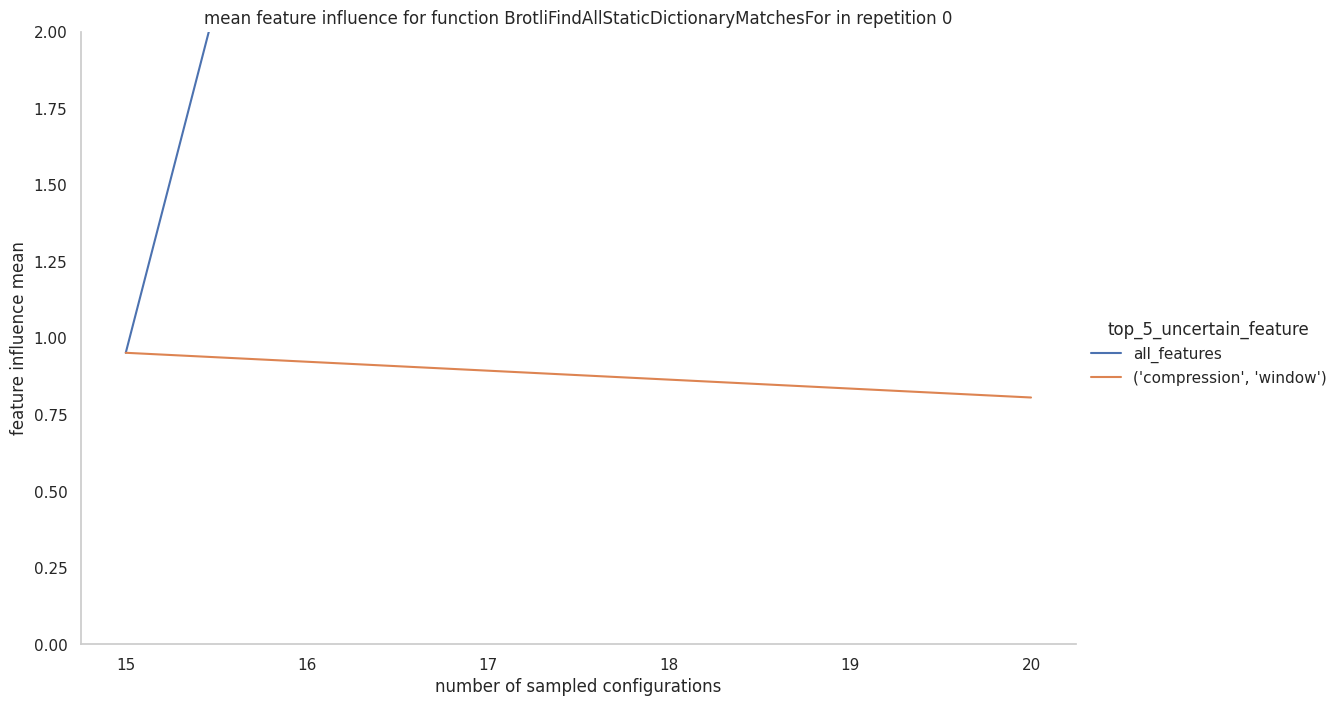 mean feature influence for function BrotliFindAllStaticDictionaryMatchesFor in repetition 0
2.00
1.75
1.50
1.25
1.00
0.75
0.50
0.25
0.00
feature influence mean
15 16 17 18 19 20
number of sampled configurations
top_5_uncertain_feature
all_features
('compression', 'window')